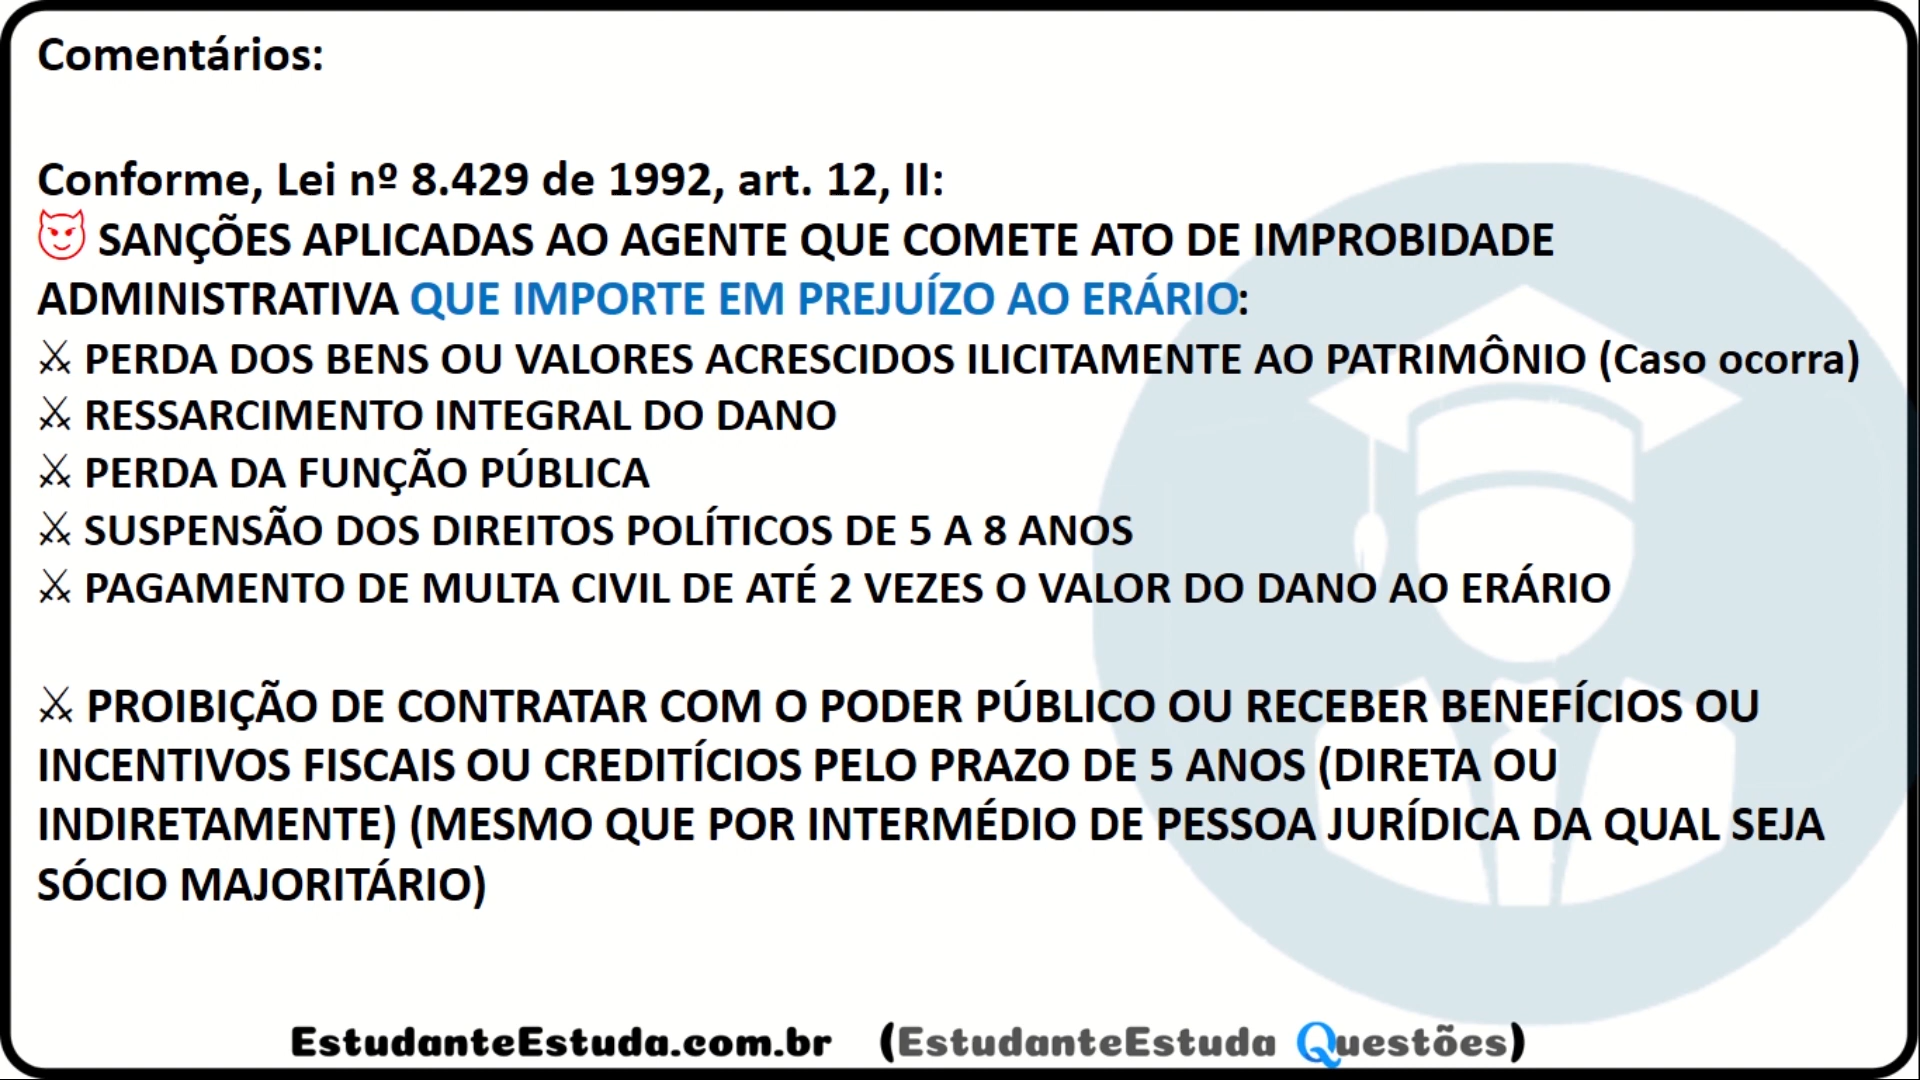 Comentários:
Conforme, Lei nº 8.429 de 1992, art. 12, II:
😈 SANÇÕES APLICADAS AO AGENTE QUE COMETE ATO DE IMPROBIDADE
ADMINISTRATIVA QUE IMPORTE EM PREJUÍZO AO ERÁRIO:
⚔ PERDA DOS BENS OU VALORES ACRESCIDOS ILICITAMENTE AO PATRIMÔNIO (Caso ocorra)
⚔ RESSARCIMENTO INTEGRAL DO DANO
⚔ PERDA DA FUNÇÃO PÚBLICA
⚔ SUSPENSÃO DOS DIREITOS POLÍTICOS DE 5 A 8 ANOS
⚔ PAGAMENTO DE MULTA CIVIL DE ATÉ 2 VEZES O VALOR DO DANO AO ERÁRIO
⚔ PROIBIÇÃO DE CONTRATAR COM O PODER PÚBLICO OU RECEBER BENEFÍCIOS OU
INCENTIVOS FISCAIS OU CREDITÍCIOS PELO PRAZO DE 5 ANOS (DIRETA OU
INDIRETAMENTE) (MESMO QUE POR INTERMÉDIO DE PESSOA JURÍDICA DA QUAL SEJA
SÓCIO MAJORITÁRIO)
EstudanteEstuda.com.br (EstudanteEstuda Questões)